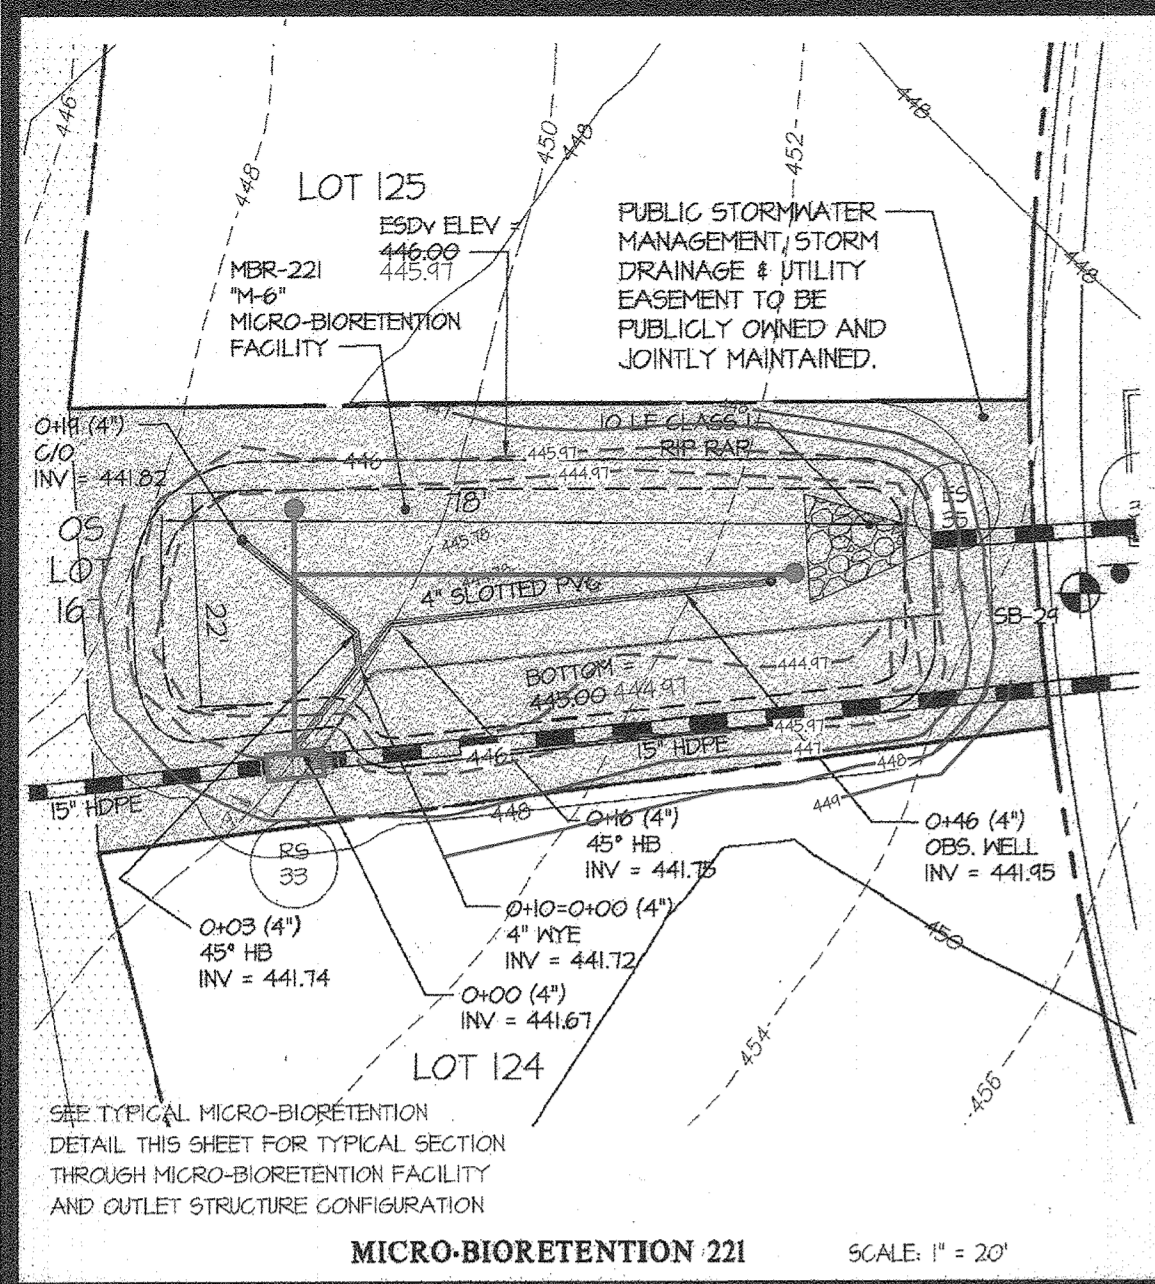 446
448
450
448
452
448
448
LOT 125
ESDv ELEV =
446.00
445.97
MBR-221
"M-6"
MICRO-BIORETENTION
FACILITY
PUBLIC STORMWATER
MANAGEMENT, STORM
DRAINAGE & UTILITY
EASEMENT TO BE
PUBLICLY OWNED AND
JOINTLY MAINTAINED.
0+19 (4")
C/O
INV = 441.82
10 LF CLASS 1
RIP RAP
446
445.97
444.97
78'
445.78
ES
35
OS
LOT
167
22'
4" SLOTTED PVC
SB-29
BOTTOM =
445.00 444.97
444.97
445.97
446
15" HDPE
447
448
449
15" HDPE
448
RS
33
0+16 (4")
45° HB
INV = 441.75
0+46 (4")
OBS. WELL
INV = 441.95
0+03 (4")
45° HB
INV = 441.74
0+10=0+00 (4")
4" WYE
INV = 441.72
0+00 (4")
INV = 441.67
450
454
456
LOT 124
SEE TYPICAL MICRO-BIORETENTION
DETAIL THIS SHEET FOR TYPICAL SECTION
THROUGH MICRO-BIORETENTION FACILITY
AND OUTLET STRUCTURE CONFIGURATION
MICRO-BIORETENTION 221
SCALE: 1" = 20'